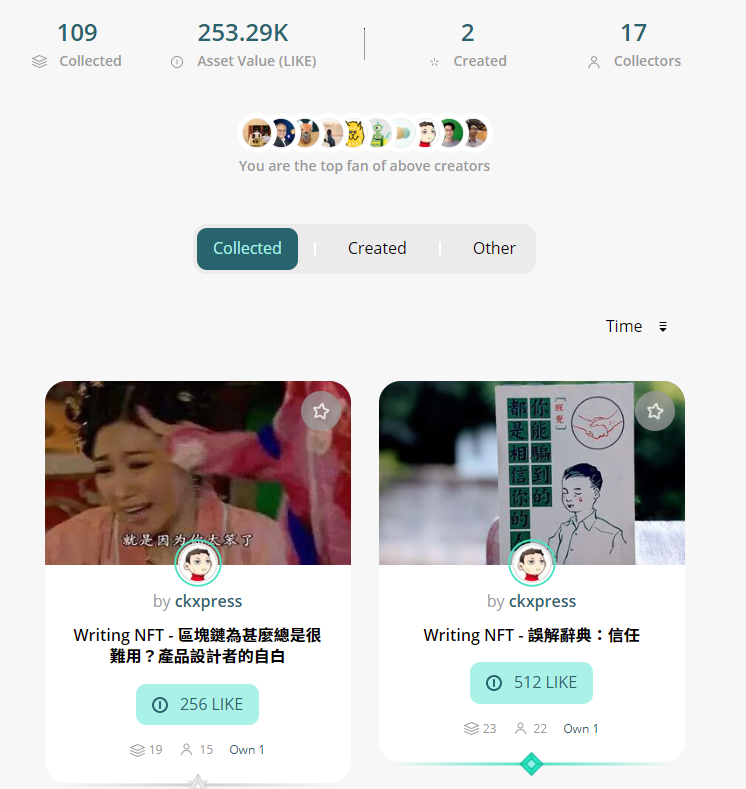 109
253.29K
2
17
Collected
Asset Value (LIKE)
Created
Collectors
You are the top fan of above creators
Collected
Created
Other
Time
就是因为你太笨了
醒覺
你能騙到的
都是相信你的人
by ckxpress
Writing NFT - 區塊鏈為甚麼總是很
難用？產品設計者的自白
256 LIKE
19
15
Own 1
by ckxpress
Writing NFT - 誤解辭典：信任
512 LIKE
23
22
Own 1